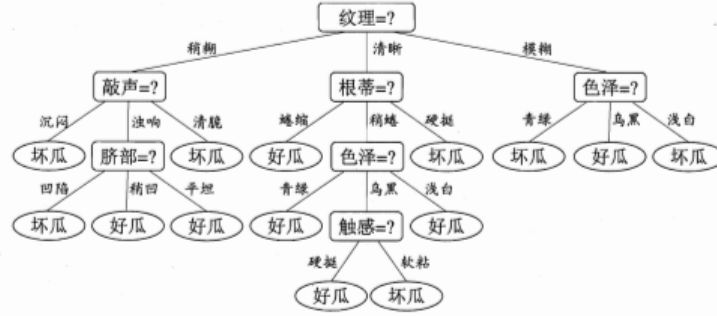 纹理=?
稍糊 清晰 模糊
敲声=? 根蒂=? 色泽=?
沉闷 浊响 清脆 蜷缩 稍蜷 硬挺 青绿 乌黑 浅白
坏瓜 脐部=? 坏瓜 好瓜 色泽=? 坏瓜 坏瓜 好瓜 坏瓜
凹陷 稍凹 平坦 青绿 乌黑 浅白
坏瓜 好瓜 好瓜 好瓜 触感=? 好瓜
硬挺 软粘
好瓜 坏瓜